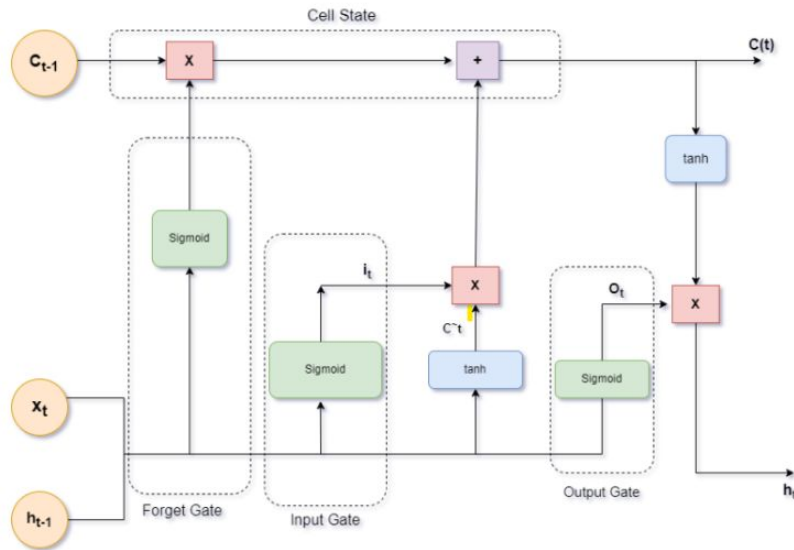 Cell State
C(t)
Ct-1
X
+
tanh
Sigmoid
it
X
Ot
X
C~t
Sigmoid
tanh
Sigmoid
xt
ht-1
Forget Gate
Input Gate
Output Gate
ht